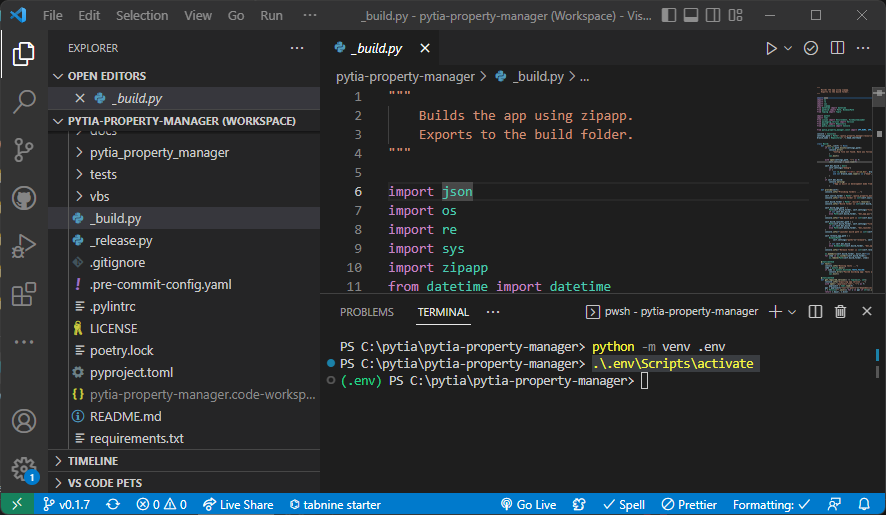 File Edit Selection View Go Run ··· _build.py - pytia-property-manager (Workspace) - Vis...
EXPLORER
OPEN EDITORS
_build.py
PYTIA-PROPERTY-MANAGER (WORKSPACE)
docs
pytia_property_manager
tests
vbs
_build.py
_release.py
.gitignore
.pre-commit-config.yaml
.pylintrc
LICENSE
poetry.lock
pyproject.toml
pytia-property-manager.code-worksp...
README.md
requirements.txt
TIMELINE
VS CODE PETS
1
_build.py
pytia-property-manager > _build.py > ...
1 """
2 Builds the app using zipapp.
3 Exports to the build folder.
4 """
5
6 import json
7 import os
8 import re
9 import sys
10 import zipapp
11 from datetime import datetime
PROBLEMS TERMINAL ··· pwsh - pytia-property-manager
PS C:\pytia\pytia-property-manager> python -m venv .env
PS C:\pytia\pytia-property-manager> .\.env\Scripts\activate
(.env) PS C:\pytia\pytia-property-manager>
v0.1.7 0 0 Live Share tabnine starter Go Live Spell Prettier Formatting: